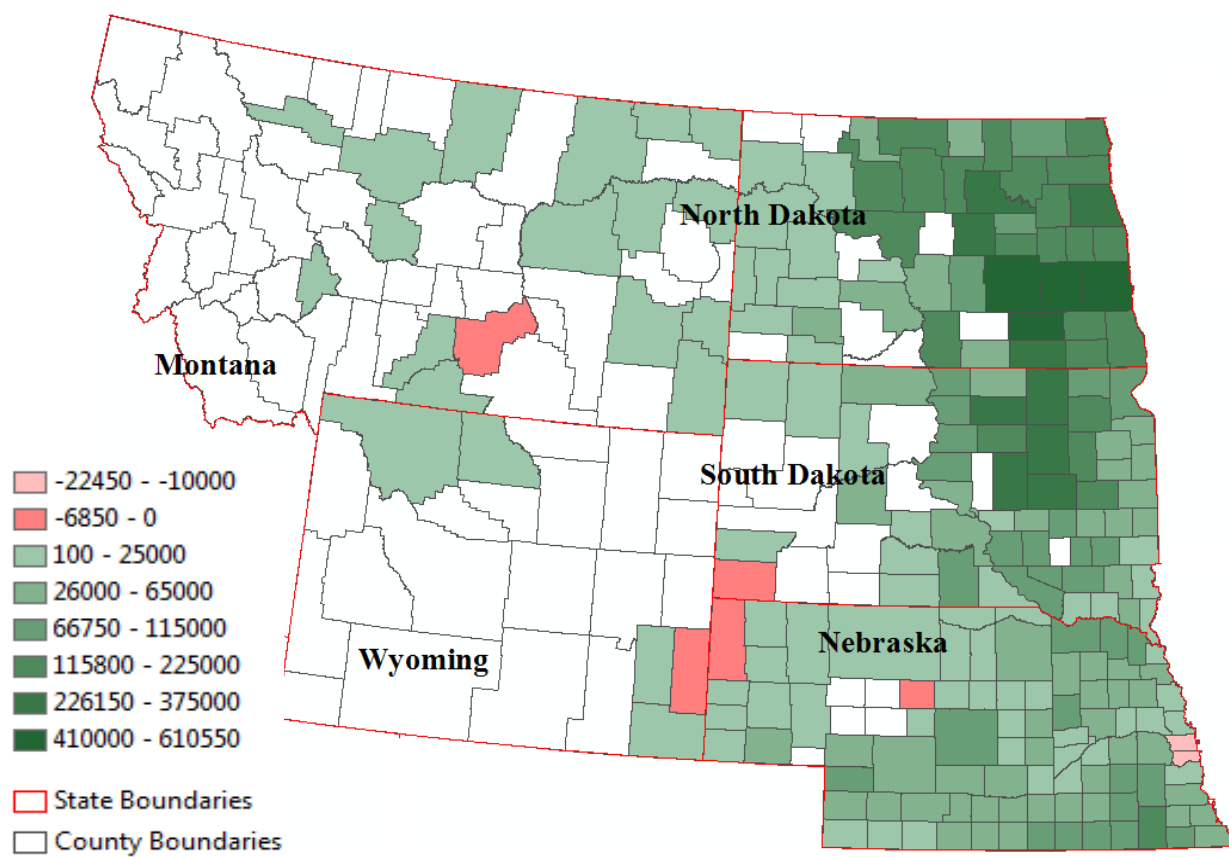 North Dakota
Montana
South Dakota
-22450 - -10000
-6850 - 0
100 - 25000
26000 - 65000
66750 - 115000
115800 - 225000
226150 - 375000
410000 - 610550
Nebraska
Wyoming
State Boundaries
County Boundaries